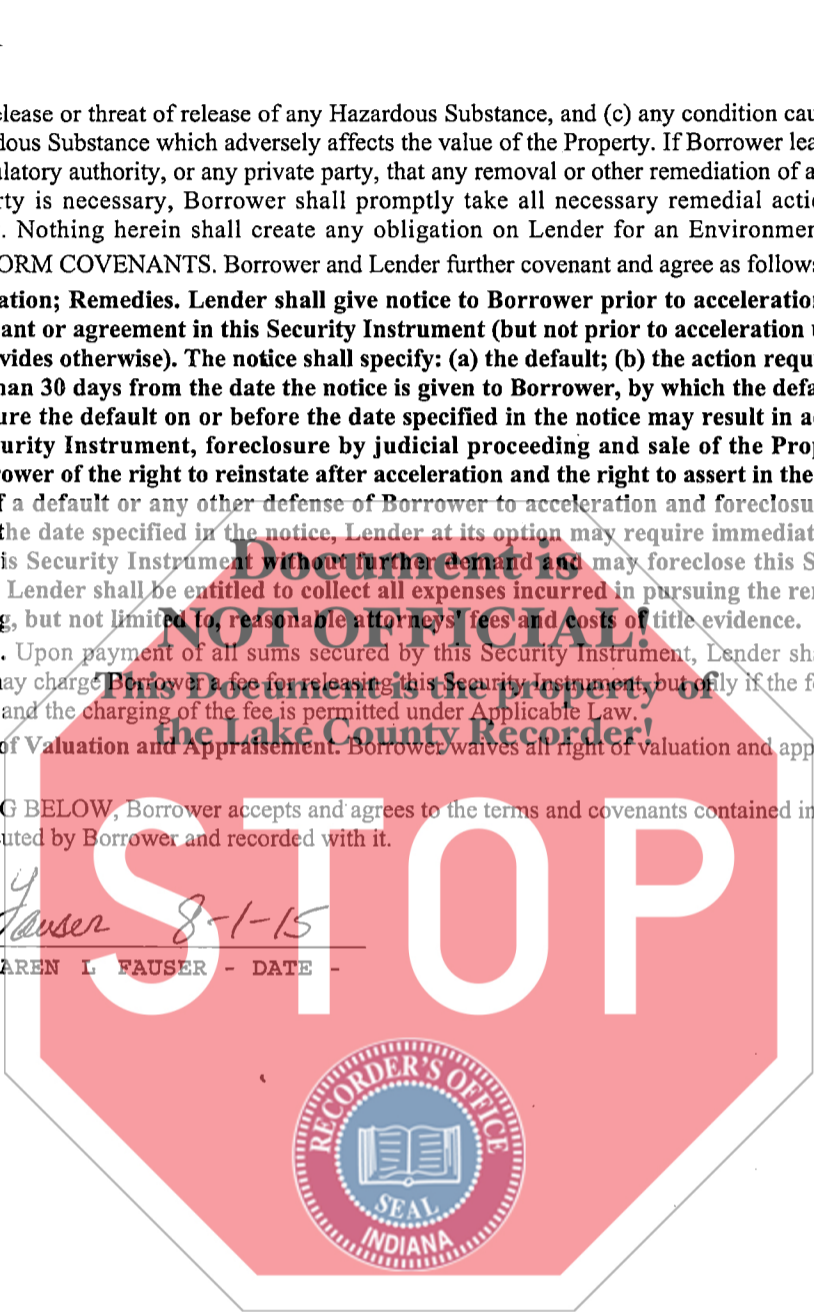 elease or threat of release of any Hazardous Substance, and (c) any condition cau
dous Substance which adversely affects the value of the Property. If Borrower lea
ulatory authority, or any private party, that any removal or other remediation of a
rty is necessary, Borrower shall promptly take all necessary remedial acti
. Nothing herein shall create any obligation on Lender for an Environmen
ORM COVENANTS. Borrower and Lender further covenant and agree as follows
ation; Remedies. Lender shall give notice to Borrower prior to acceleratio
ant or agreement in this Security Instrument (but not prior to acceleration u
vides otherwise). The notice shall specify: (a) the default; (b) the action requi
han 30 days from the date the notice is given to Borrower, by which the defa
ure the default on or before the date specified in the notice may result in a
urity Instrument, foreclosure by judicial proceeding and sale of the Prop
ower of the right to reinstate after acceleration and the right to assert in the
f a default or any other defense of Borrower to acceleration and foreclosu
the date specified in the notice, Lender at its option may require immediat
is Security Instrument without further demand and may foreclose this S
Document is
Lender shall be entitled to collect all expenses incurred in pursuing the re
g, but not limited to, reasonable attorneys' fees and costs of title evidence.
NOT OFFICIAL!
. Upon payment of all sums secured by this Security Instrument, Lender sh
ay charge Borrower a fee for releasing this Security Instrument, but only if the f
This Document is the property of
and the charging of the fee is permitted under Applicable Law.
the Lake County Recorder!
of Valuation and Appraisement. Borrower waives all right of valuation and app
G BELOW, Borrower accepts and agrees to the terms and covenants contained in
uted by Borrower and recorded with it.
STOP
Fauser 8-1-15
AREN L FAUSER - DATE -
RECORDER'S OFFICE
SEAL
INDIANA